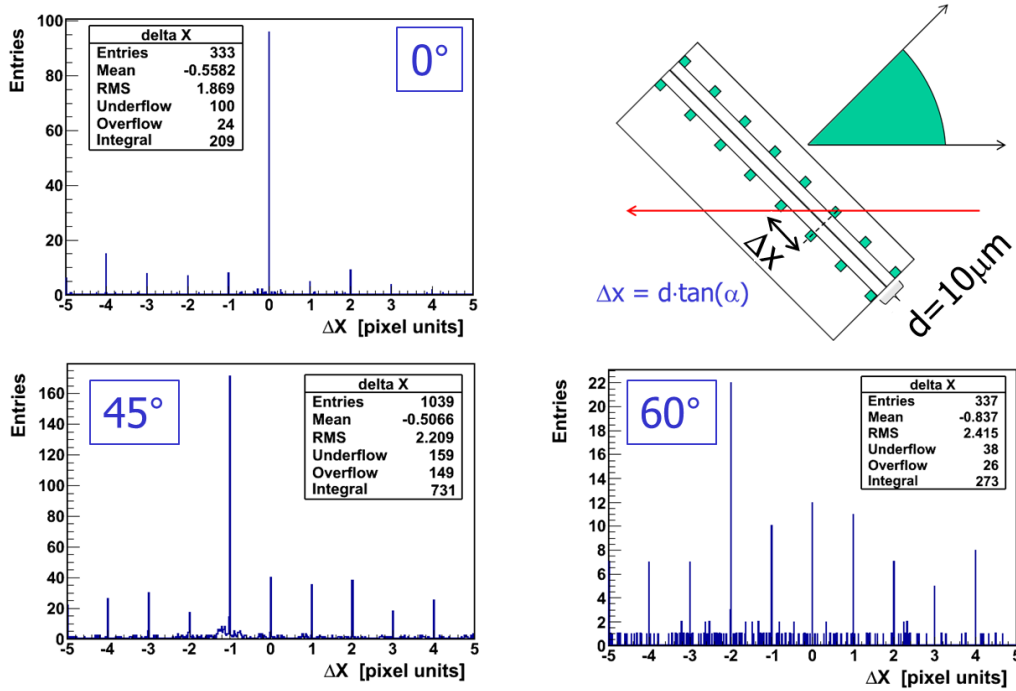 Entries
100
80
60
40
20
0
delta X
Entries 333
Mean -0.5582
RMS 1.869
Underflow 100
Overflow 24
Integral 209
0°
-5 -4 -3 -2 -1 0 1 2 3 4 5
ΔX [pixel units]
Δx
Δx = d·tan(α)
d=10μm
Entries
160
140
120
100
80
60
40
20
0
45°
delta X
Entries 1039
Mean -0.5066
RMS 2.209
Underflow 159
Overflow 149
Integral 731
-5 -4 -3 -2 -1 0 1 2 3 4 5
ΔX [pixel units]
Entries
22
20
18
16
14
12
10
8
6
4
2
0
60°
delta X
Entries 337
Mean -0.837
RMS 2.415
Underflow 38
Overflow 26
Integral 273
-5 -4 -3 -2 -1 0 1 2 3 4 5
ΔX [pixel units]